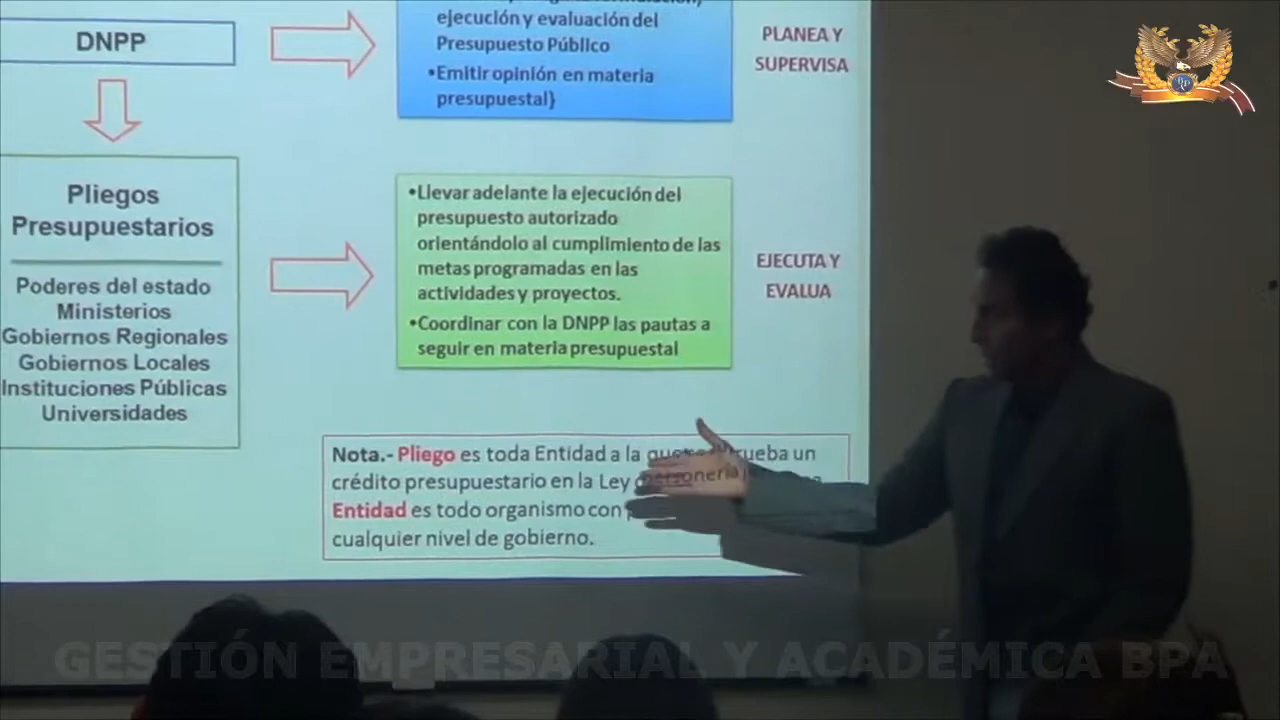 DNPP
ejecución y evaluación del
Presupuesto Público
•Emitir opinión en materia
presupuestal}
PLANEA Y
SUPERVISA
Pliegos
Presupuestarios
Poderes del estado
Ministerios
Gobiernos Regionales
Gobiernos Locales
Instituciones Públicas
Universidades
•Llevar adelante la ejecución del
presupuesto autorizado
orientándolo al cumplimiento de las
metas programadas en las
actividades y proyectos.
•Coordinar con la DNPP las pautas a
seguir en materia presupuestal
EJECUTA Y
EVALUA
Nota.- Pliego es toda Entidad a la un
crédito presupuestario en la Ley personería
Entidad es todo organismo con
cualquier nivel de gobierno.
GESTIÓN EMPRESARIAL Y ACADÉMICA BPA